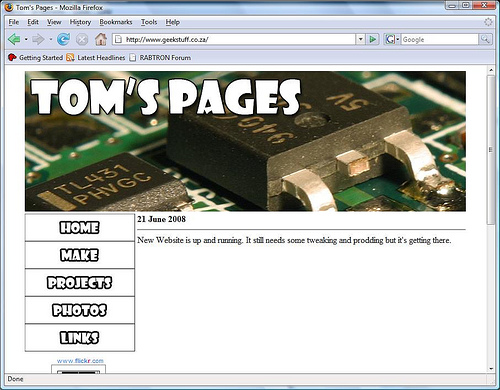 Tom's Pages - Mozilla Firefox
File Edit View History Bookmarks Tools Help
http://www.geekstuff.co.za/
Google
Getting Started Latest Headlines RABTRON Forum
TOM'S PAGES
5V
940
TL431
PHVGC
21 June 2008
HOME
New Website is up and running. It still needs some tweaking and prodding but it's getting there.
MAKE
PROJECTS
PHOTOS
LINKS
www.flickr.com
Done